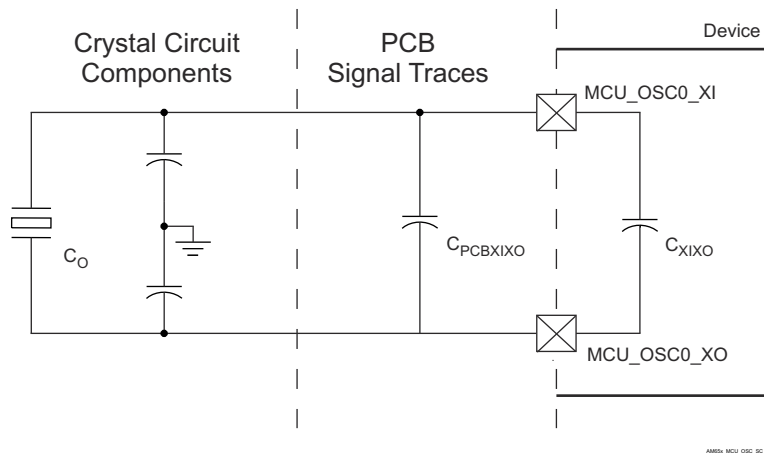 Crystal Circuit
Components
PCB
Signal Traces
Device
MCU_OSC0_XI
CO
CPCBXIXO
CXIXO
MCU_OSC0_XO
AM65x_MCU_OSC_SC